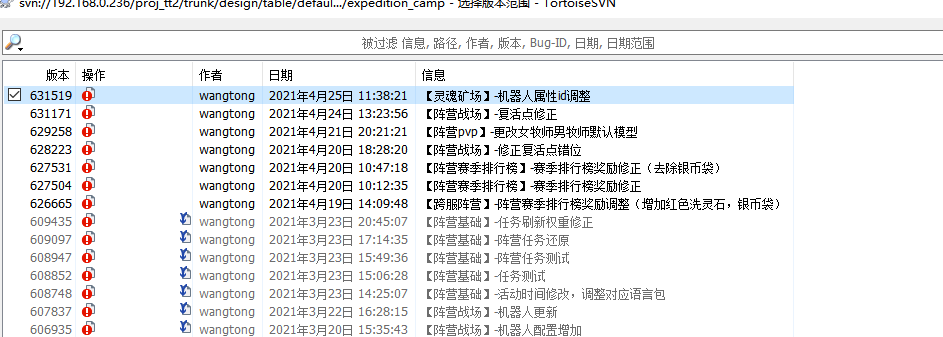 svn://192.168.0.236/proj_tt2/trunk/design/table/defaul.../expedition_camp - 选择版本范围 - TortoiseSVN
被过滤 信息, 路径, 作者, 版本, Bug-ID, 日期, 日期范围
版本 操作 作者 日期 信息
631519 wangtong 2021年4月25日 11:38:21 【灵魂矿场】-机器人属性id调整
631171 wangtong 2021年4月24日 13:23:56 【阵营战场】-复活点修正
629258 wangtong 2021年4月21日 20:21:21 【阵营pvp】-更改女牧师男牧师默认模型
628223 wangtong 2021年4月20日 18:28:20 【阵营战场】-修正复活点错位
627531 wangtong 2021年4月20日 10:47:18 【阵营赛季排行榜】-赛季排行榜奖励修正（去除银币袋）
627504 wangtong 2021年4月20日 10:12:35 【阵营赛季排行榜】-赛季排行榜奖励修正
626665 wangtong 2021年4月19日 14:09:48 【跨服阵营】-阵营赛季排行榜奖励调整（增加红色洗灵石，银币袋）
609435 wangtong 2021年3月23日 20:45:07 【阵营基础】-任务刷新权重修正
609097 wangtong 2021年3月23日 17:14:35 【阵营基础】-阵营任务还原
608947 wangtong 2021年3月23日 15:49:36 【阵营基础】-阵营任务测试
608852 wangtong 2021年3月23日 15:06:28 【阵营基础】-任务测试
608748 wangtong 2021年3月23日 14:25:07 【阵营基础】-活动时间修改，调整对应语言包
607837 wangtong 2021年3月22日 16:28:15 【阵营战场】-机器人更新
606935 wangtong 2021年3月20日 15:35:43 【阵营战场】-机器人配置增加